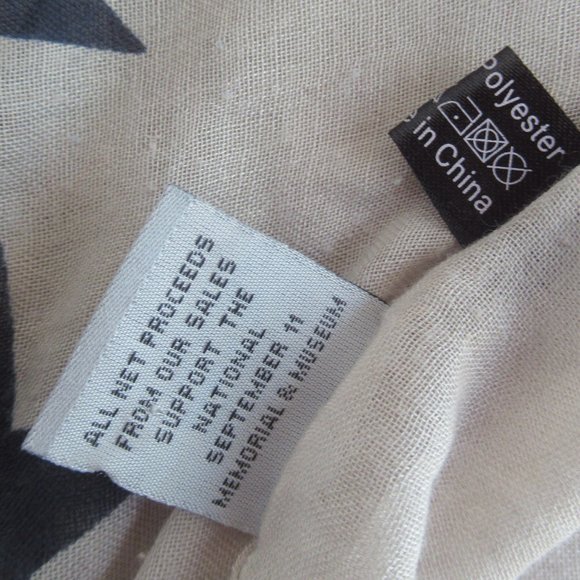 ALL NET PROCEEDS
FROM OUR SALES
SUPPORT THE
NATIONAL
SEPTEMBER 11
MEMORIAL & MUSEUM
Polyester
in China